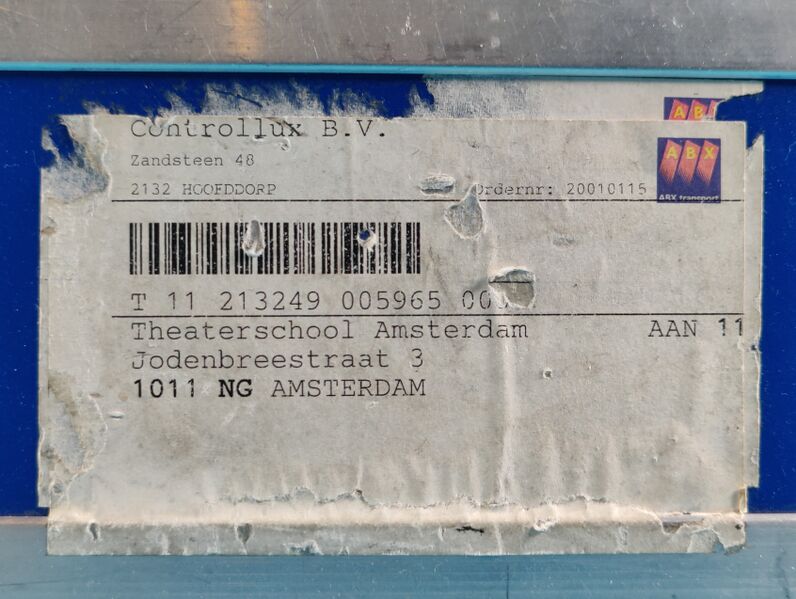 Controllux B.V.
Zandsteen 48
2132 HOOFDDORP Ordernr: 20010115
ABX
ABX
ABX transport
T 11 213249 005965
Theaterschool Amsterdam AAN 11
Jodenbreestraat 3
1011 NG AMSTERDAM